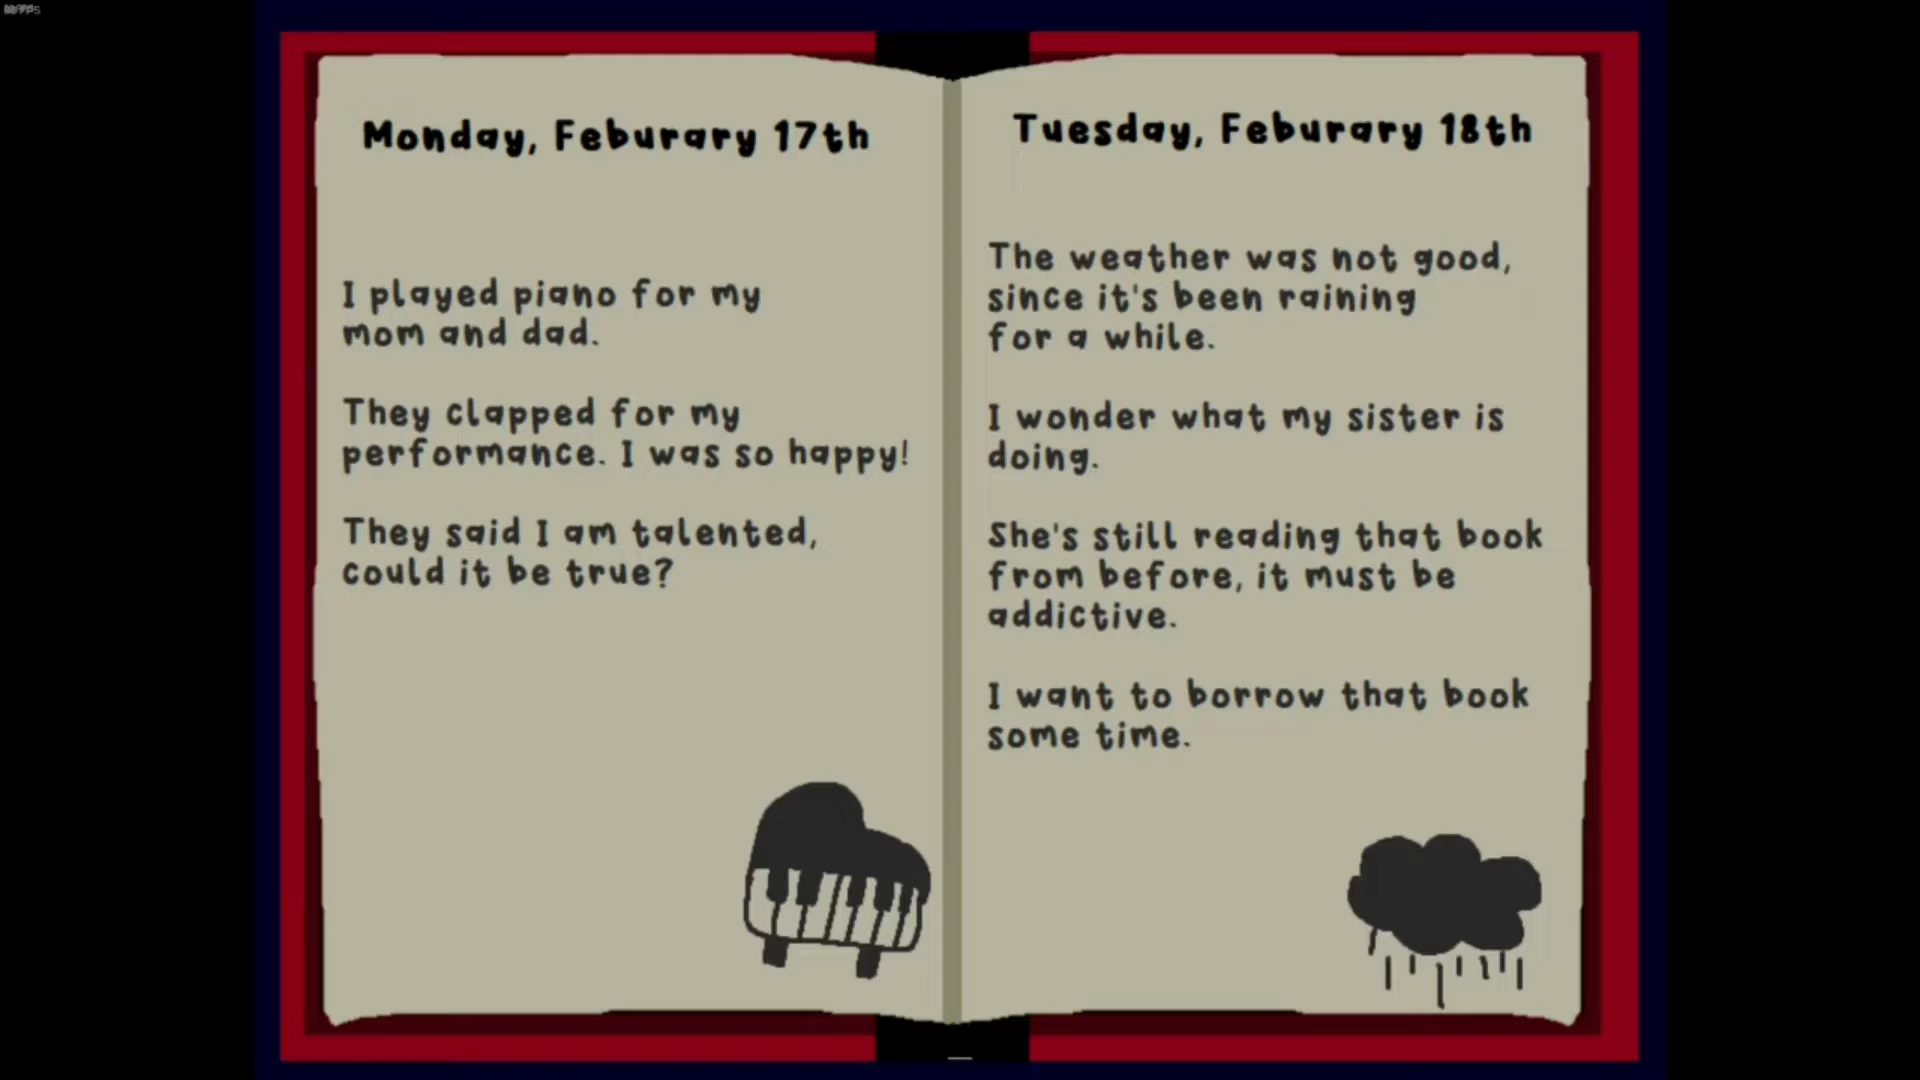 Monday, Feburary 17th
I played piano for my
mom and dad.
They clapped for my
performance. I was so happy!
They said I am talented,
could it be true?
Tuesday, Feburary 18th
The weather was not good,
since it's been raining
for a while.
I wonder what my sister is
doing.
She's still reading that book
from before, it must be
addictive.
I want to borrow that book
some time.